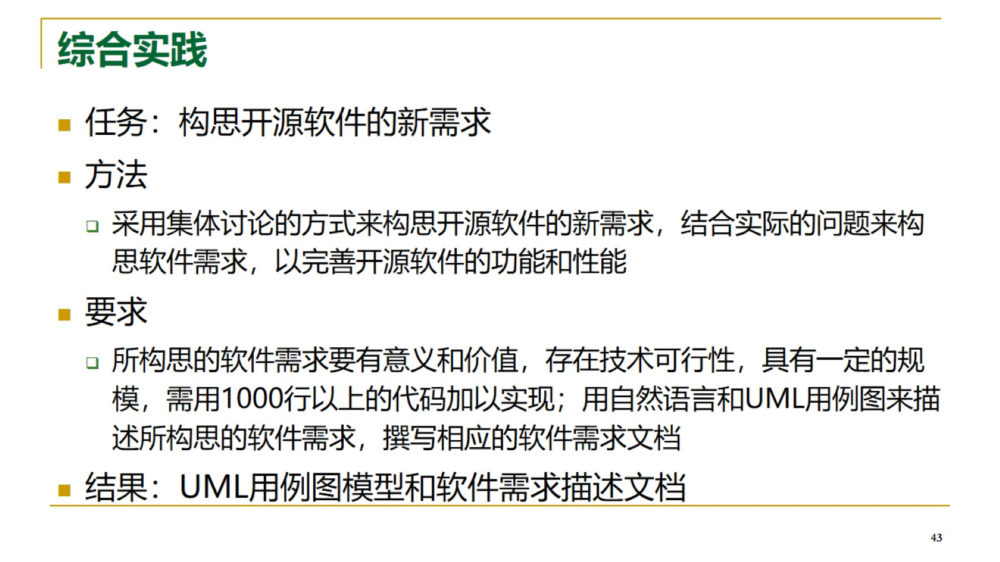 综合实践
任务：构思开源软件的新需求
方法
采用集体讨论的方式来构思开源软件的新需求，结合实际的问题来构
思软件需求，以完善开源软件的功能和性能
要求
所构思的软件需求要有意义和价值，存在技术可行性，具有一定的规
模，需用1000行以上的代码加以实现；用自然语言和UML用例图来描
述所构思的软件需求，撰写相应的软件需求文档
结果：UML用例图模型和软件需求描述文档
43